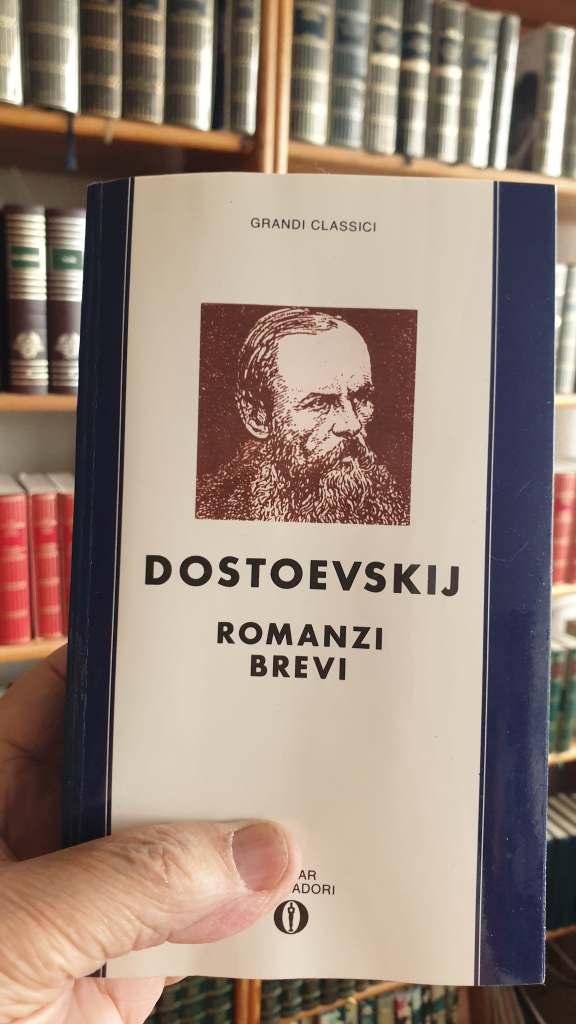 GRANDI CLASSICI
DOSTOEVSKIJ
ROMANZI
BREVI